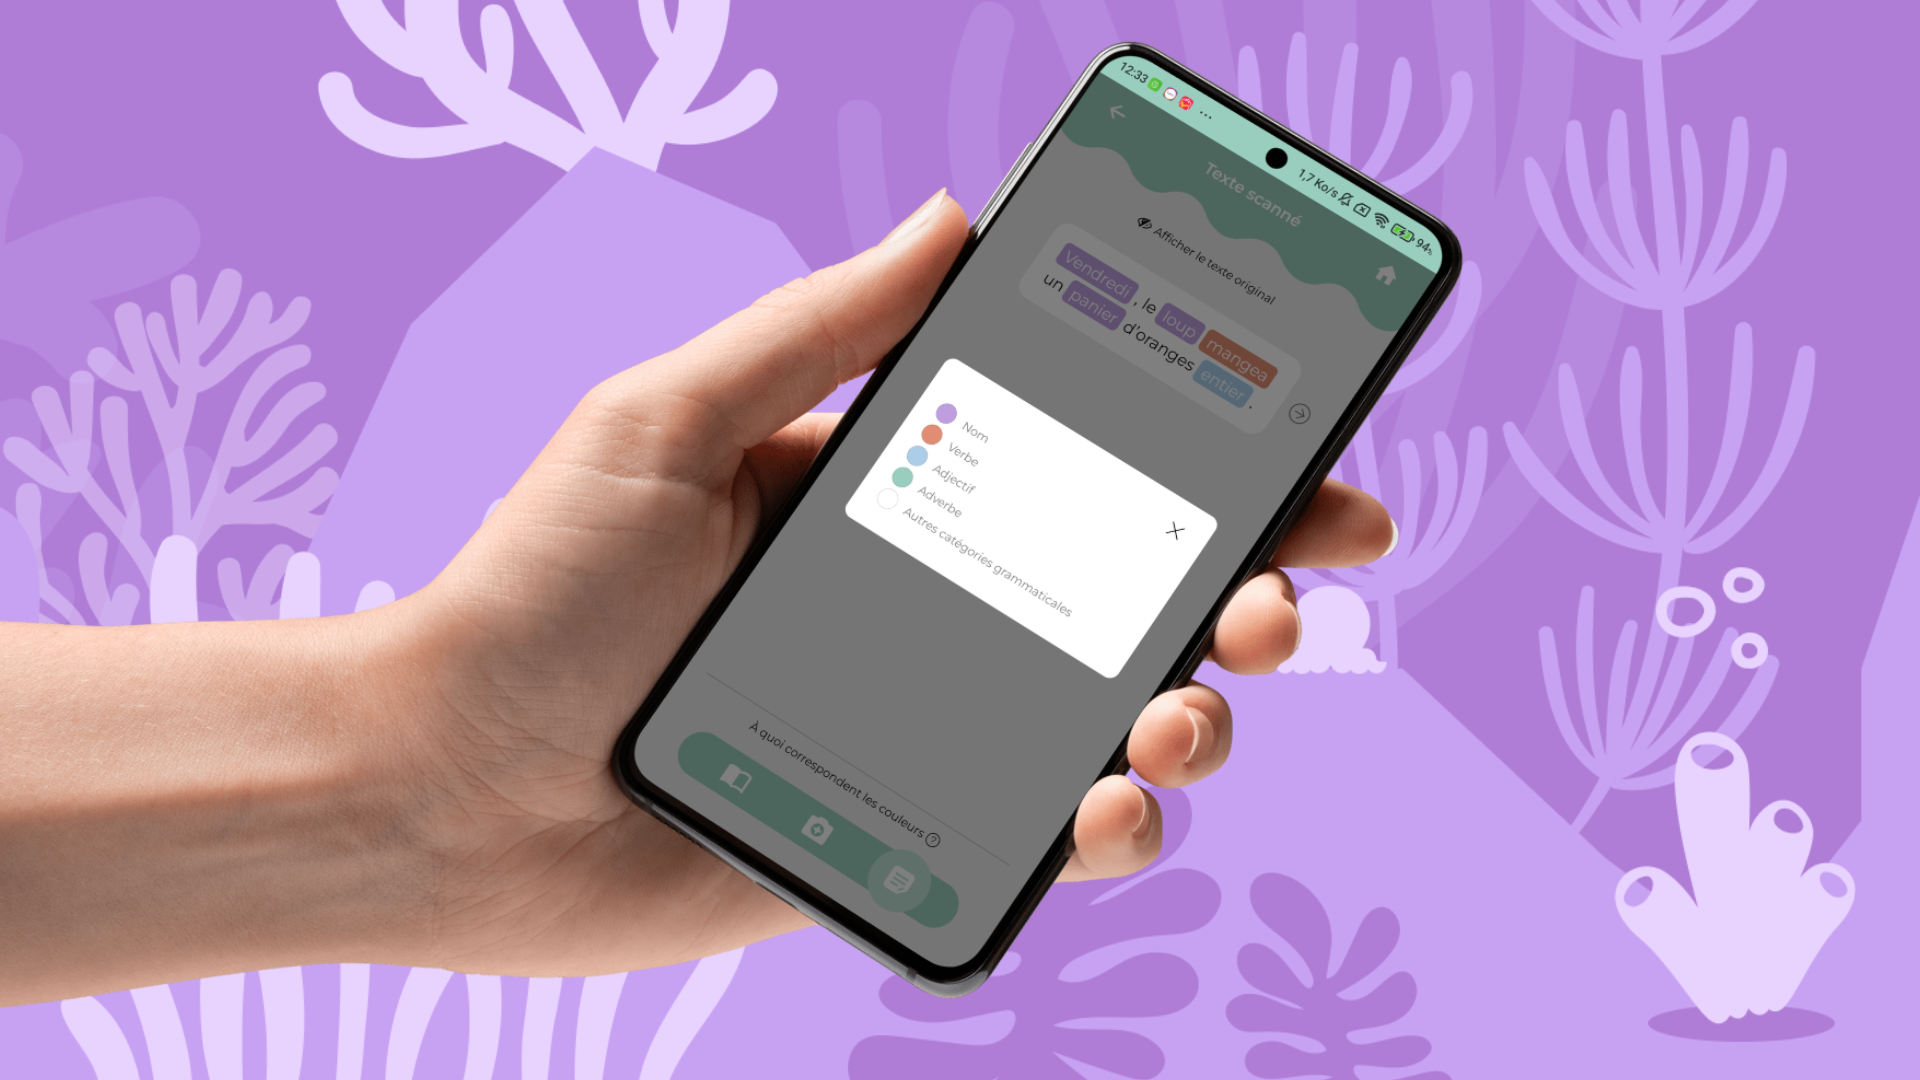 12:33 ... 1,7 Ko/s 94%
Texte scanné
Afficher le texte original
Vendredi , le loup mangea
un panier d'oranges entier .
Nom
Verbe
Adjectif
Adverbe
Autres catégories grammaticales
À quoi correspondent les couleurs ?